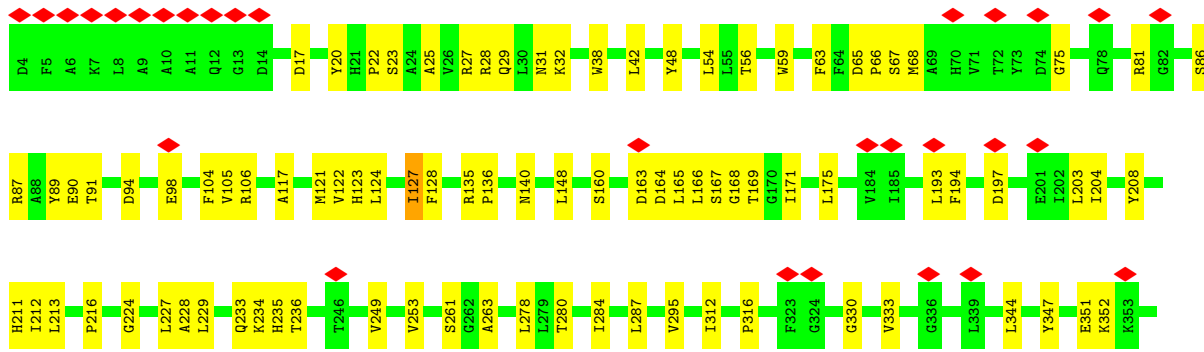 D4 F5 A6 K7 L8 A9 A10 A11 Q12 G13 D14 D17 Y20 H21 P22 S23 A24 A25 V26 R27 R28 Q29 L30 N31 K32 W38 L42 Y48 L54 L55 T56 W59 F63 F64 D65 P66 S67 M68 A69 H70 V71 T72 Y73 D74 G75 Q78 R81 G82 S86
R87 A88 Y89 E90 T91 D94 E98 F104 V105 R106 A117 M121 V122 H123 L124 I127 F128 R135 P136 N140 L148 S160 D163 D164 L165 L166 S167 G168 T169 G170 I171 L175 V184 I185 L193 F194 D197 E201 I202 L203 I204 Y208
H211 I212 L213 P216 G224 L227 A228 L229 Q233 K234 H235 T236 T246 V249 V253 S261 G262 A263 L278 L279 T280 I284 L287 V295 I312 P316 F323 G324 G330 V333 G336 L339 L344 Y347 E351 K352 K353